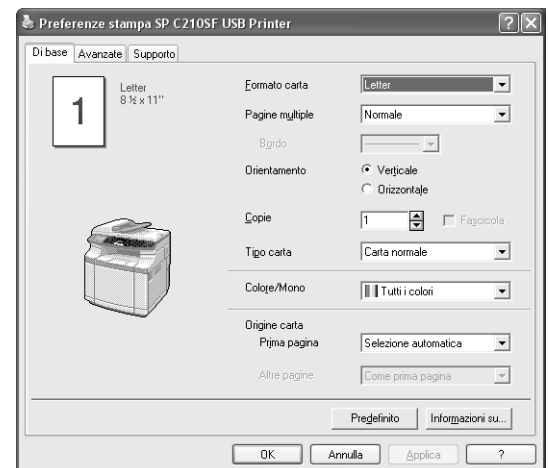 Preferenze stampa SP C210SF USB Printer
Di base Avanzate Supporto
1
Letter
8 ½ x 11"
Formato carta Letter
Pagine multiple Normale
Bordo
Orientamento Verticale
Orizzontale
Copie 1 Fascicola
Tipo carta Carta normale
Colore/Mono Tutti i colori
Origine carta
Prima pagina Selezione automatica
Altre pagine Come prima pagina
Predefinito Informazioni su...
OK Annulla Applica ?